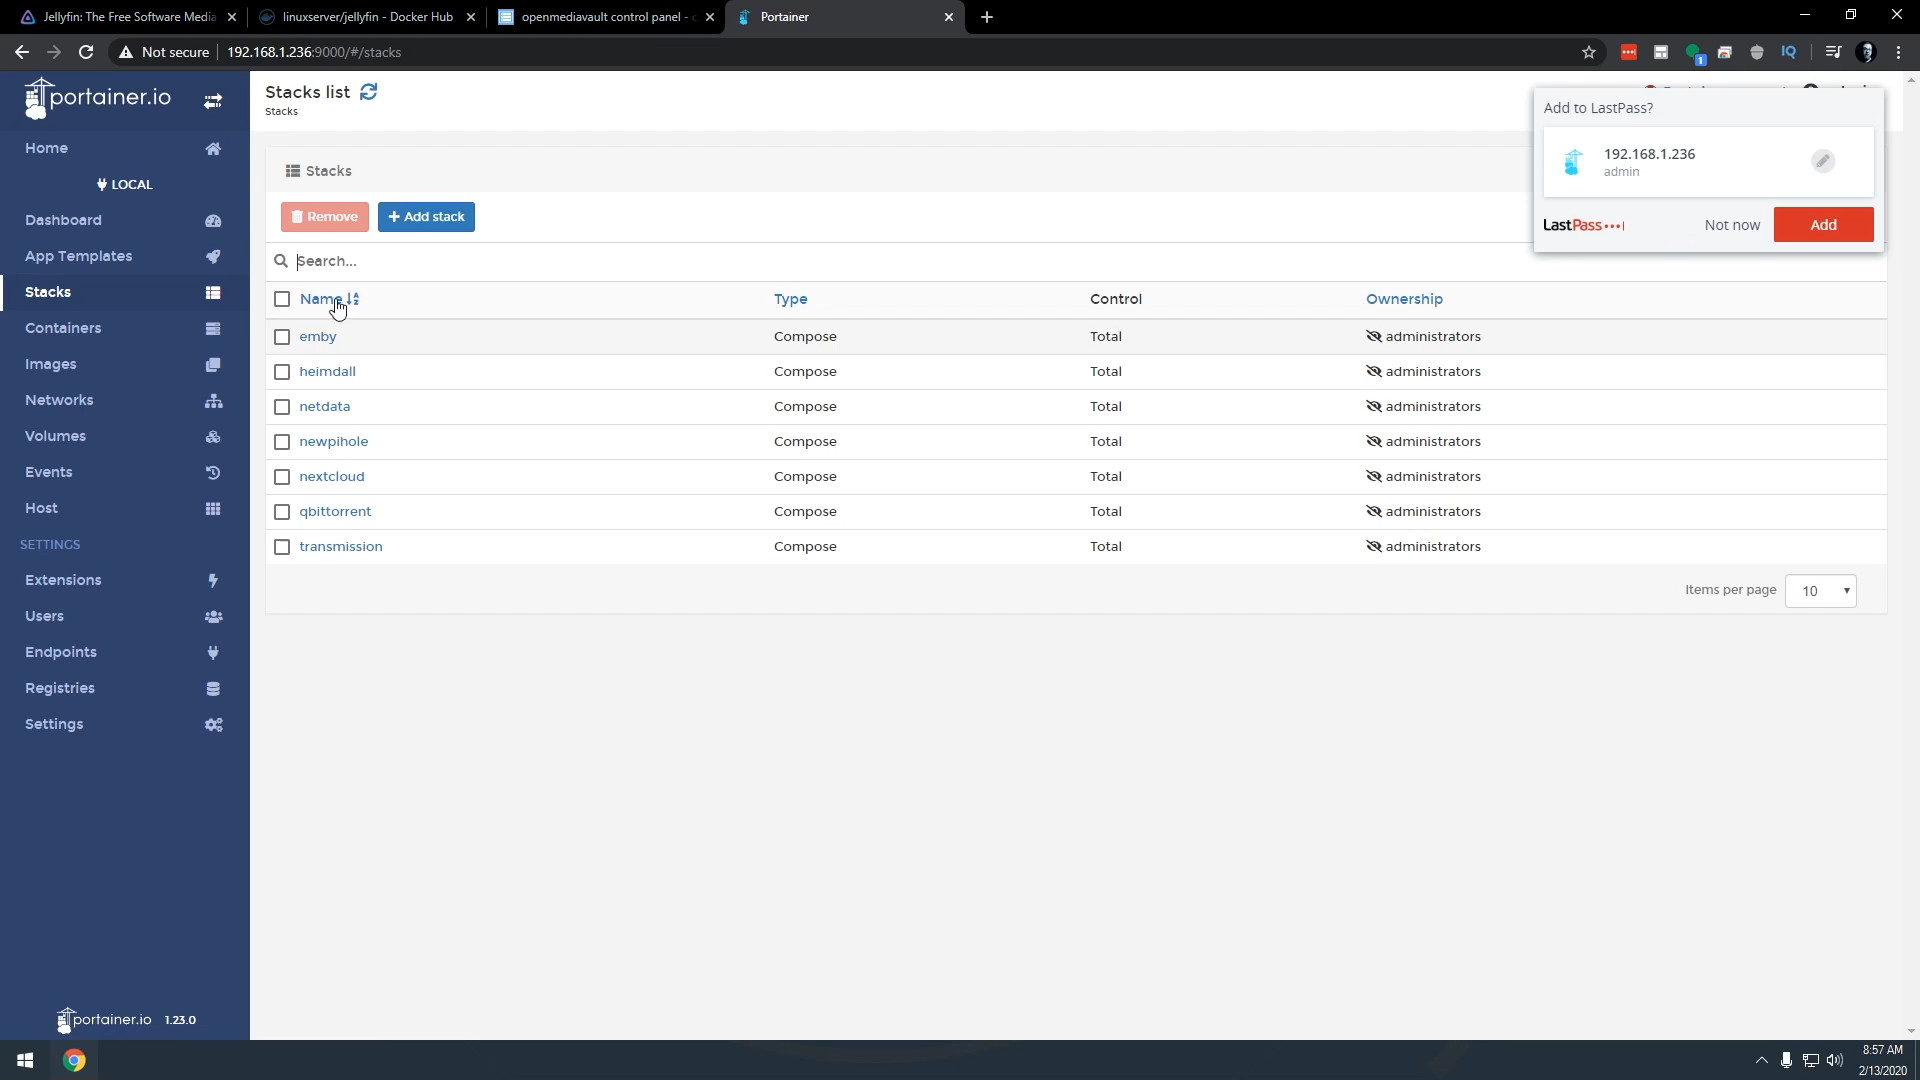 Jellyfin: The Free Software Media
linuxserver/jellyfin - Docker Hub
openmediavault control panel -
Portainer
Not secure
192.168.1.236:9000/#/stacks
1
portainer.io
Stacks list
Stacks
Add to LastPass?
192.168.1.236
admin
LastPass
Not now
Add
Home
LOCAL
Dashboard
App Templates
Stacks
Containers
Images
Networks
Volumes
Events
Host
SETTINGS
Extensions
Users
Endpoints
Registries
Settings
portainer.io 1.23.0
Stacks
Remove
+ Add stack
Search...
Name Type Control Ownership
emby Compose Total administrators
heimdall Compose Total administrators
netdata Compose Total administrators
newpihole Compose Total administrators
nextcloud Compose Total administrators
qbittorrent Compose Total administrators
transmission Compose Total administrators
Items per page 10
8:57 AM
2/13/2020